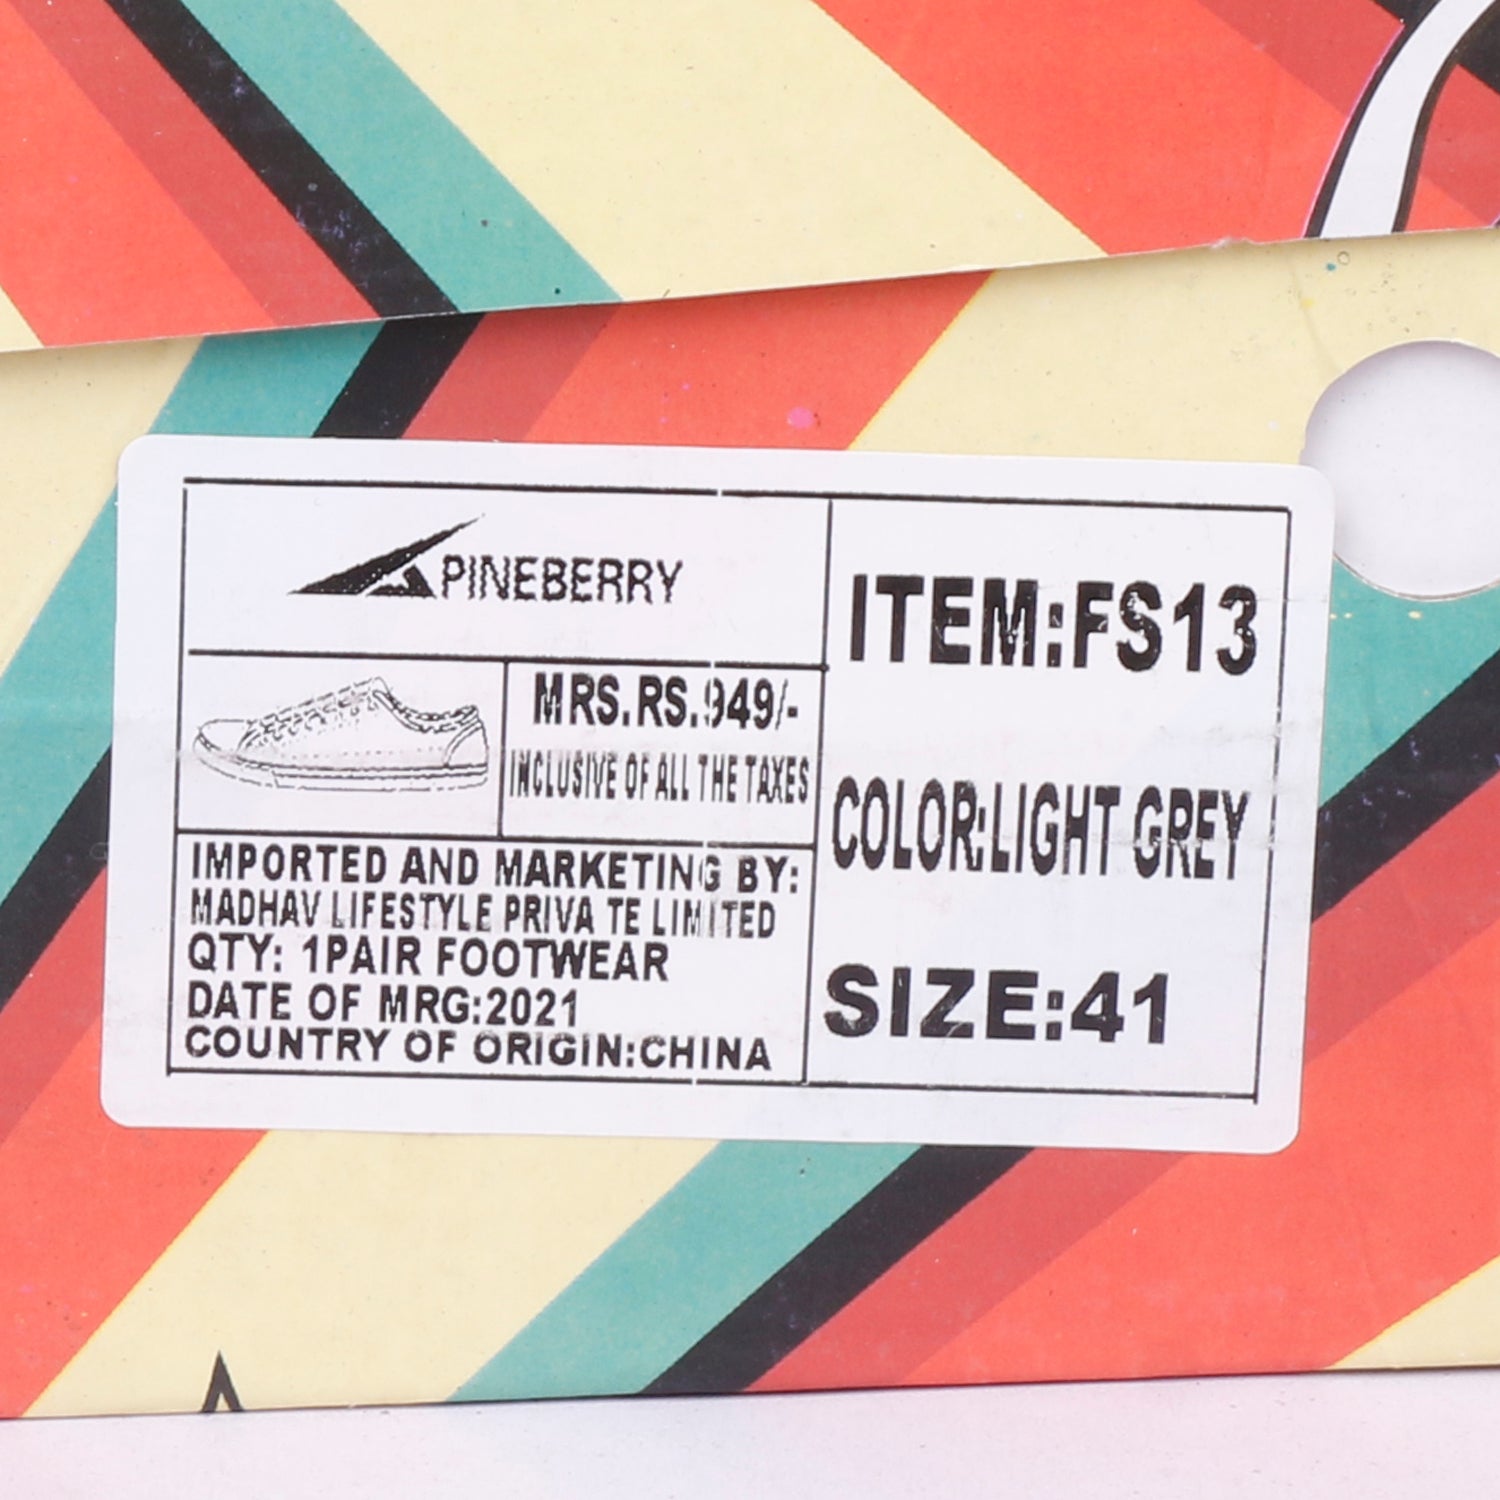 PINEBERRY
MRS.RS.949/-
INCLUSIVE OF ALL THE TAXES
IMPORTED AND MARKETING BY:
MADHAV LIFESTYLE PRIVA TE LIMITED
QTY: 1PAIR FOOTWEAR
DATE OF MRG:2021
COUNTRY OF ORIGIN:CHINA
ITEM:FS13
COLOR:LIGHT GREY
SIZE:41